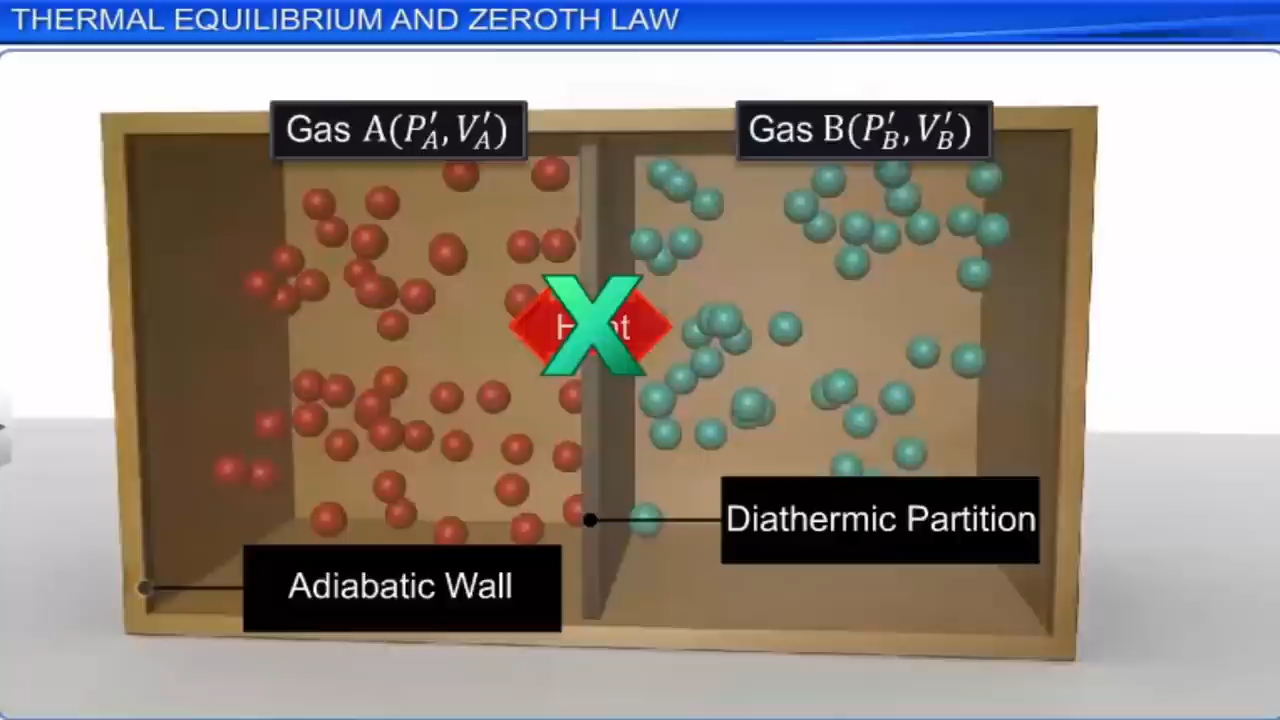 THERMAL EQUILIBRIUM AND ZEROTH LAW
Gas A(P′_A, V′_A)
Gas B(P′_B, V′_B)
Diathermic Partition
Adiabatic Wall